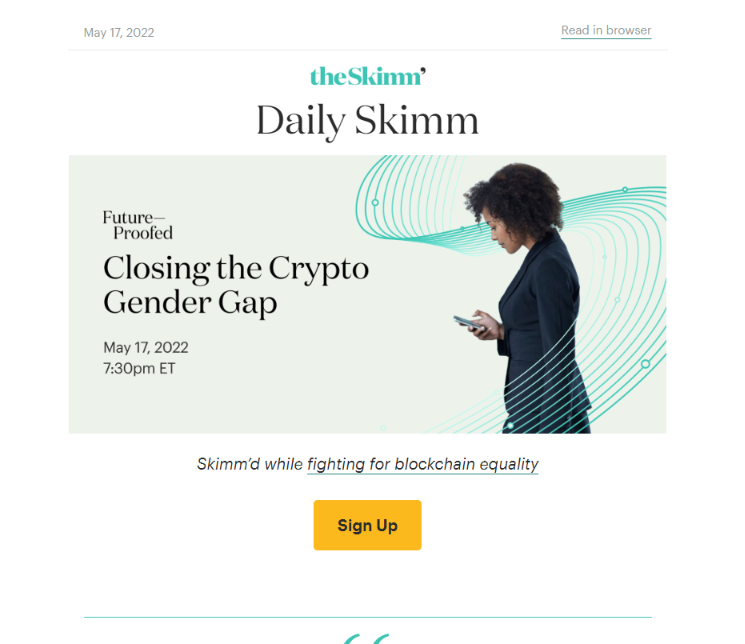 May 17, 2022
Read in browser
theSkimm’
Daily Skimm
Future—
Proofed
Closing the Crypto
Gender Gap
May 17, 2022
7:30pm ET
Skimm’d while fighting for blockchain equality
Sign Up